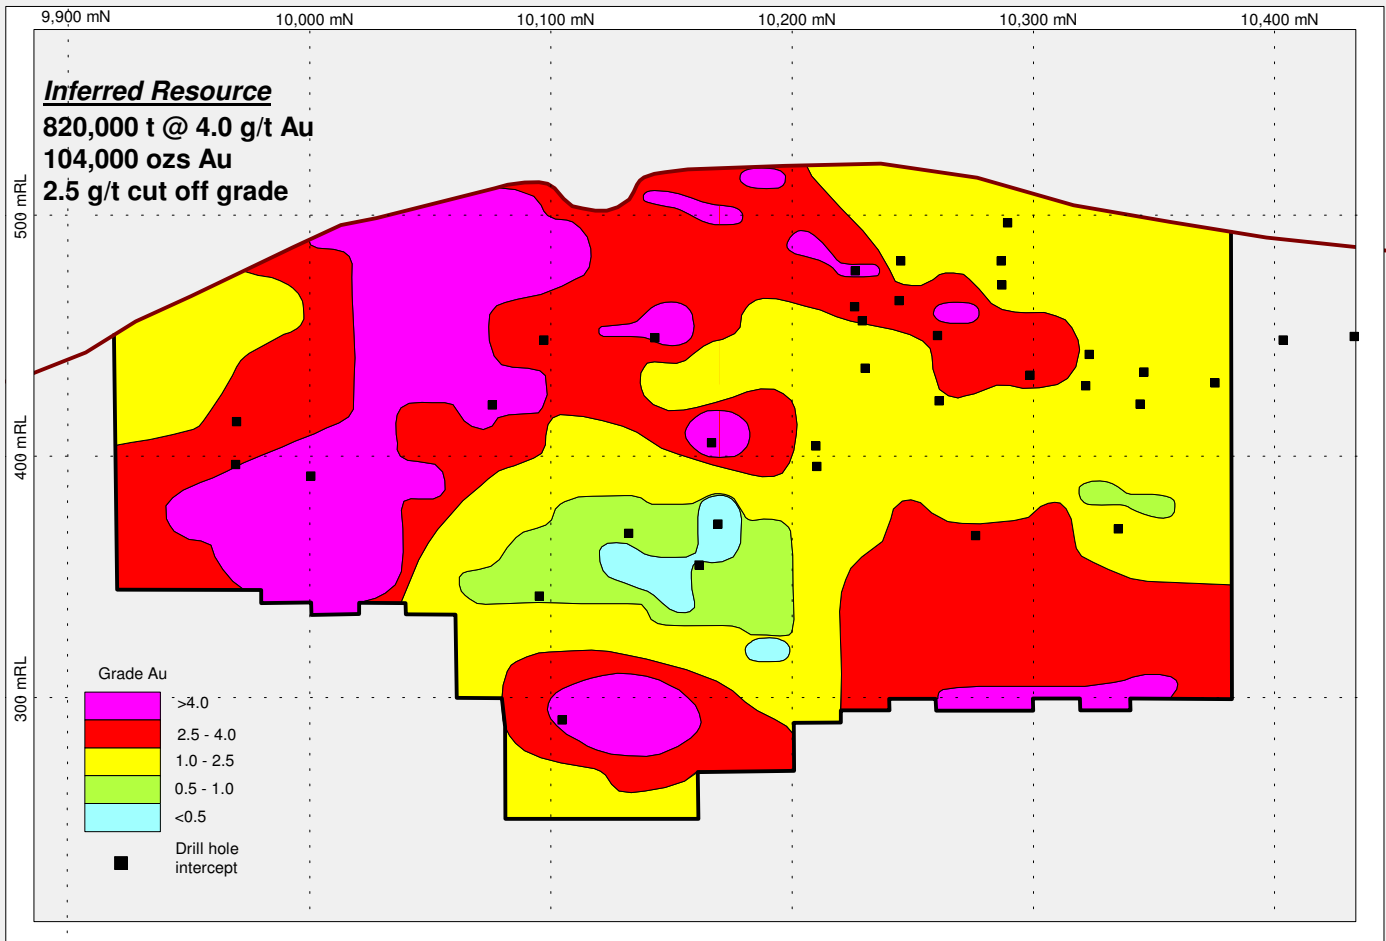 9,900 mN 10,000 mN 10,100 mN 10,200 mN 10,300 mN 10,400 mN
Inferred Resource
820,000 t @ 4.0 g/t Au
104,000 ozs Au
2.5 g/t cut off grade
500 mRL
400 mRL
300 mRL
Grade Au
>4.0
2.5 - 4.0
1.0 - 2.5
0.5 - 1.0
<0.5
Drill hole
intercept